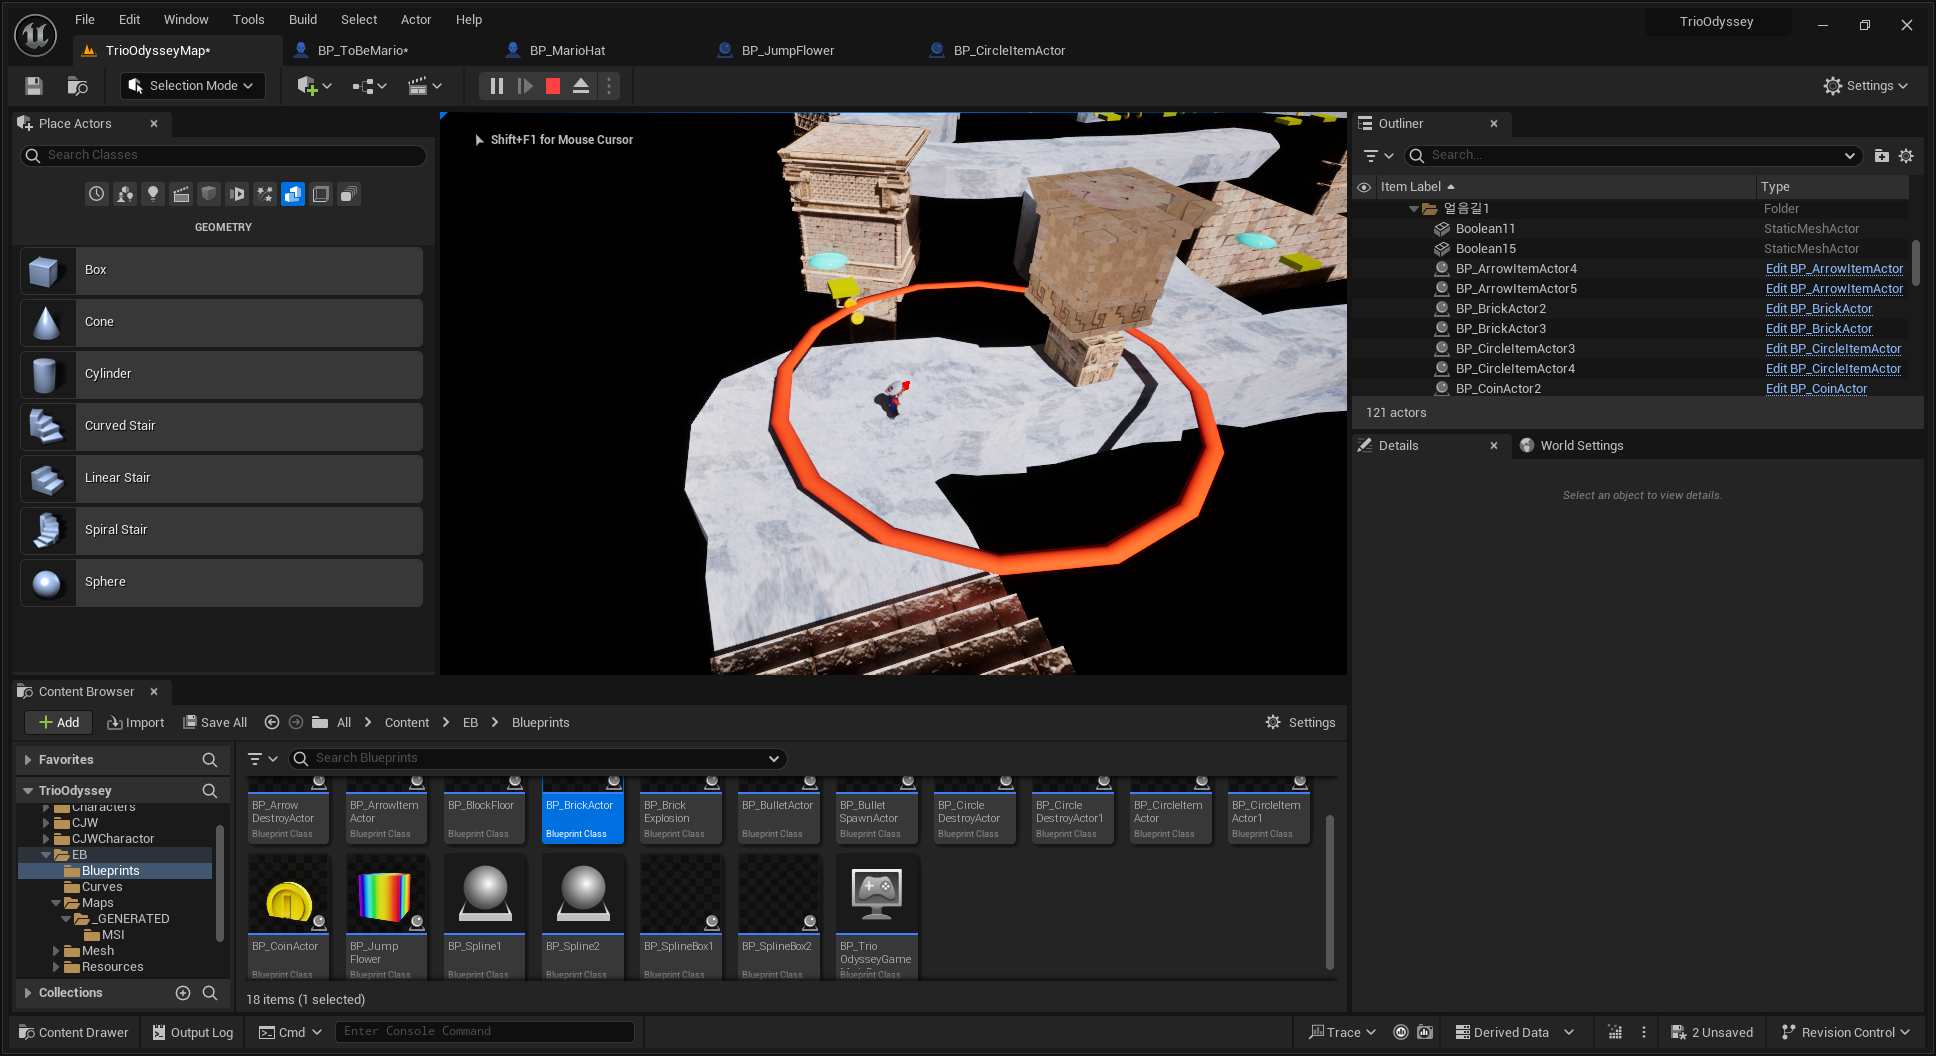 File Edit Window Tools Build Select Actor Help
TrioOdyssey
TrioOdysseyMap*
BP_ToBeMario*
BP_MarioHat
BP_JumpFlower
BP_CircleItemActor
Selection Mode
Settings
Place Actors
Search Classes
GEOMETRY
Box
Cone
Cylinder
Curved Stair
Linear Stair
Spiral Stair
Sphere
Shift+F1 for Mouse Cursor
Outliner
Search...
Item Label Type
얼음길1 Folder
Boolean11 StaticMeshActor
Boolean15 StaticMeshActor
BP_ArrowItemActor4 Edit BP_ArrowItemActor
BP_ArrowItemActor5 Edit BP_ArrowItemActor
BP_BrickActor2 Edit BP_BrickActor
BP_BrickActor3 Edit BP_BrickActor
BP_CircleItemActor3 Edit BP_CircleItemActor
BP_CircleItemActor4 Edit BP_CircleItemActor
BP_CoinActor2 Edit BP_CoinActor
121 actors
Details
World Settings
Select an object to view details.
Content Browser
Add Import Save All All Content EB Blueprints Settings
Favorites
TrioOdyssey
Characters
CJW
CJWCharactor
EB
Blueprints
Curves
Maps
_GENERATED
MSI
Mesh
Resources
Collections
Search Blueprints
BP_Arrow
DestroyActor
Blueprint Class
BP_ArrowItem
Actor
Blueprint Class
BP_BlockFloor
Blueprint Class
BP_BrickActor
Blueprint Class
BP_Brick
Explosion
Blueprint Class
BP_BulletActor
Blueprint Class
BP_Bullet
SpawnActor
Blueprint Class
BP_Circle
DestroyActor
Blueprint Class
BP_Circle
DestroyActor1
Blueprint Class
BP_CircleItem
Actor
Blueprint Class
BP_CircleItem
Actor1
Blueprint Class
BP_CoinActor
Blueprint Class
BP_Jump
Flower
Blueprint Class
BP_Spline1
Blueprint Class
BP_Spline2
Blueprint Class
BP_SplineBox1
Blueprint Class
BP_SplineBox2
Blueprint Class
BP_Trio
OdysseyGame
Blueprint Class
18 items (1 selected)
Content Drawer Output Log Cmd Enter Console Command Trace Derived Data 2 Unsaved Revision Control